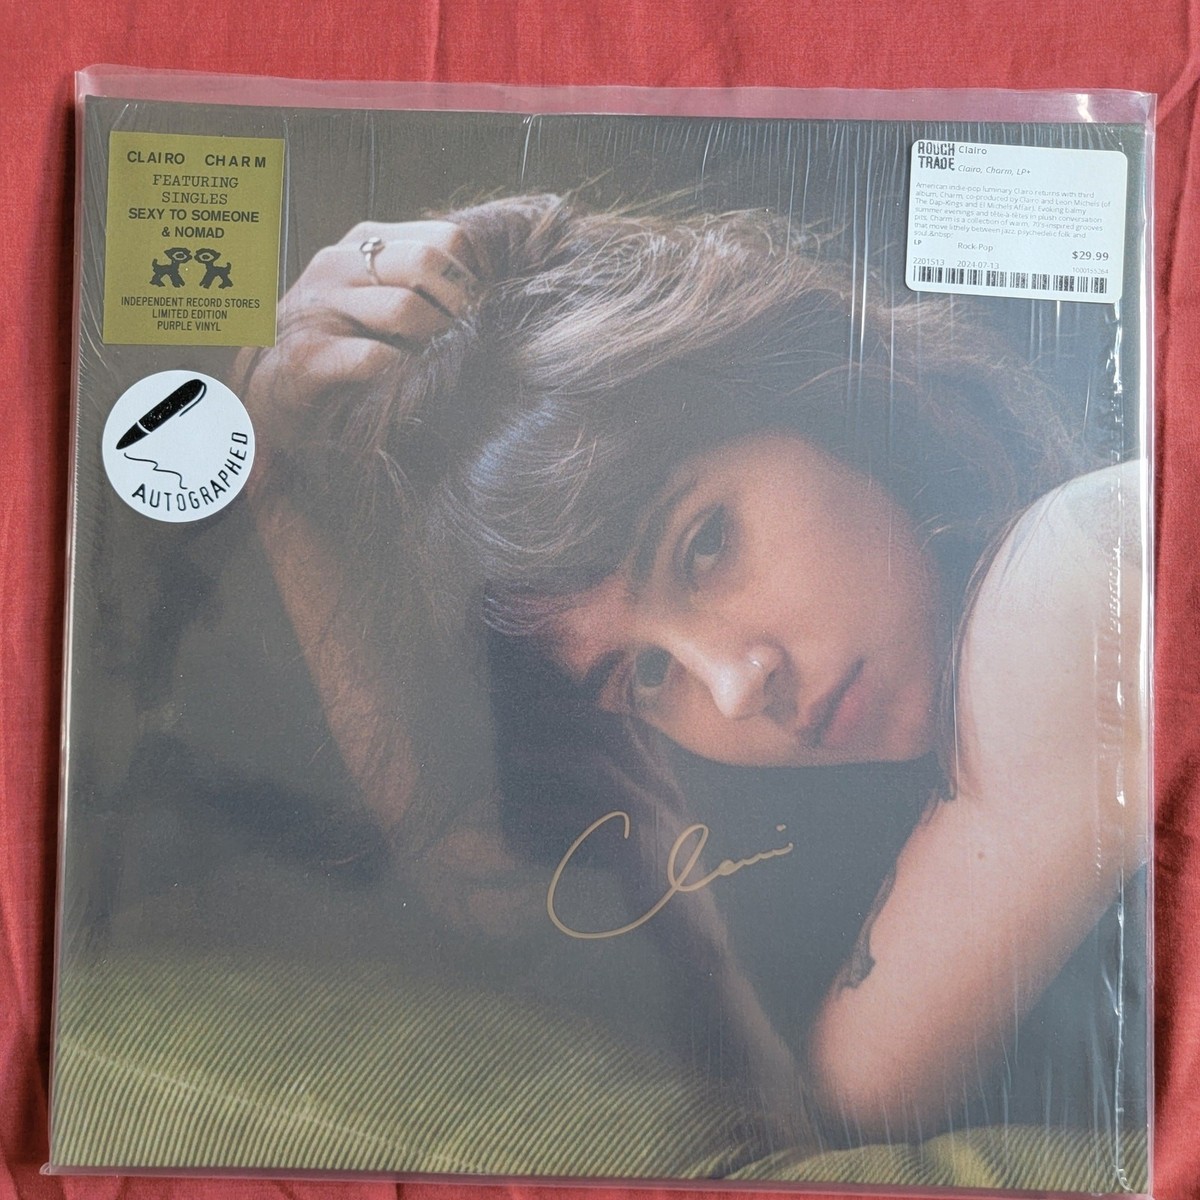 CLAIRO CHARM
FEATURING
SINGLES
SEXY TO SOMEONE
& NOMAD
INDEPENDENT RECORD STORES
LIMITED EDITION
PURPLE VINYL
AUTOGRAPHED
ROUGH
TRADE
Clairo
Clairo, Charm, LP+
American indie-pop luminary Clairo returns with third
album, Charm, co-produced by Clairo and Leon Michels (of
The Dap-Kings and El Michels Affair). Evoking balmy
summer evenings and tête-à-têtes in plush conversation
pits, Charm is a collection of warm, '70s-inspired grooves
that move lithely between jazz, psychedelic folk and
soul.&nbsp;
LP Rock-Pop
$29.99
2201513 2024-07-13
Clairo